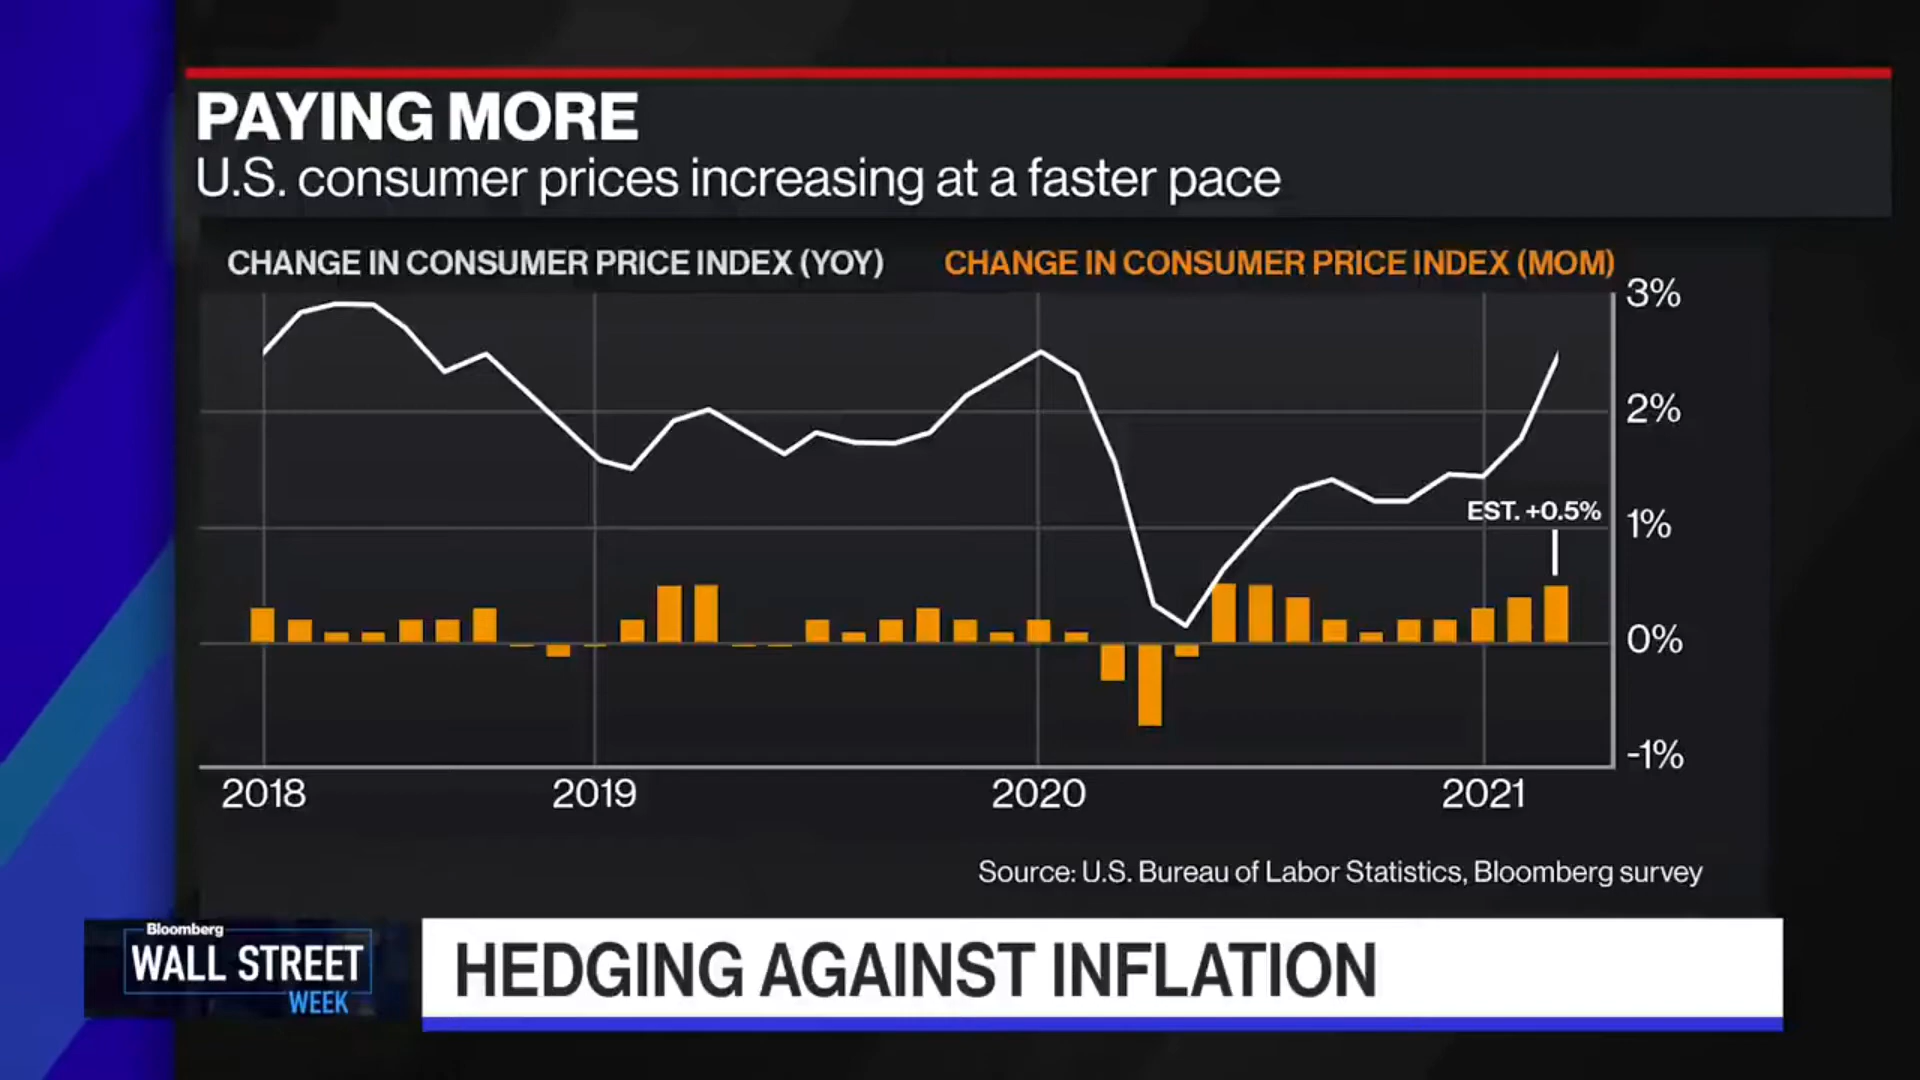 PAYING MORE
U.S. consumer prices increasing at a faster pace
CHANGE IN CONSUMER PRICE INDEX (YOY)
CHANGE IN CONSUMER PRICE INDEX (MOM)
3%
2%
EST. +0.5%
1%
0%
-1%
2018
2019
2020
2021
Source: U.S. Bureau of Labor Statistics, Bloomberg survey
Bloomberg
WALL STREET
WEEK
HEDGING AGAINST INFLATION